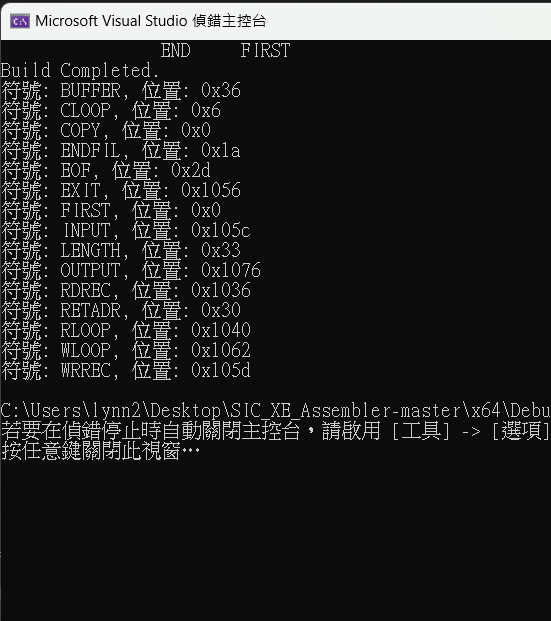 Microsoft Visual Studio 偵錯主控台
END FIRST
Build Completed.
符號: BUFFER, 位置: 0x36
符號: CLOOP, 位置: 0x6
符號: COPY, 位置: 0x0
符號: ENDFIL, 位置: 0x1a
符號: EOF, 位置: 0x2d
符號: EXIT, 位置: 0x1056
符號: FIRST, 位置: 0x0
符號: INPUT, 位置: 0x105c
符號: LENGTH, 位置: 0x33
符號: OUTPUT, 位置: 0x1076
符號: RDREC, 位置: 0x1036
符號: RETADR, 位置: 0x30
符號: RLOOP, 位置: 0x1040
符號: WLOOP, 位置: 0x1062
符號: WRREC, 位置: 0x105d
C:\Users\lynn2\Desktop\SIC_XE_Assembler-master\x64\Debu
若要在偵錯停止時自動關閉主控台，請啟用 [工具] -> [選項]
按任意鍵關閉此視窗…